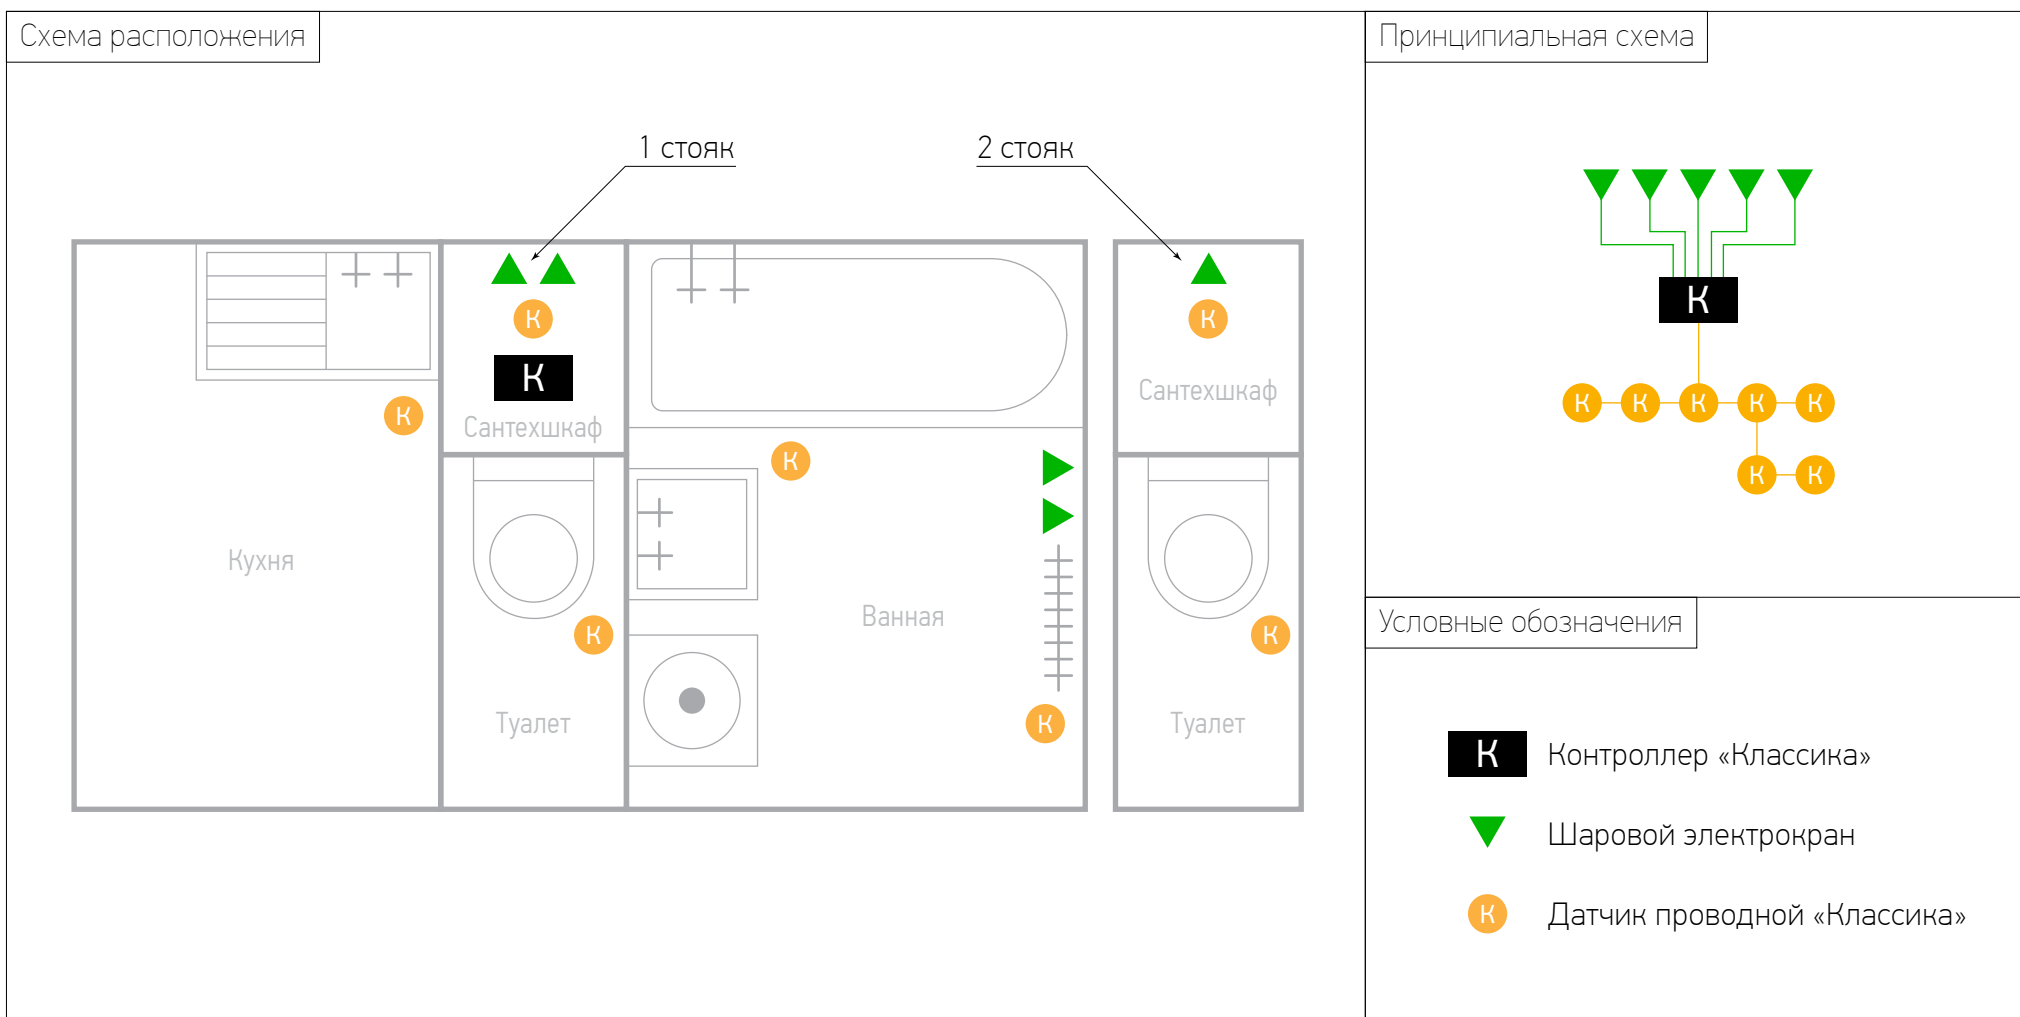 Схема расположения
1 стояк
2 стояк
К
К
К
Сантехшкаф
Сантехшкаф
К
К
Кухня
Ванная
К
К
К
Туалет
Туалет
Принципиальная схема
К
К К К К К
К К
Условные обозначения
К Контроллер «Классика»
Шаровой электрокран
К Датчик проводной «Классика»